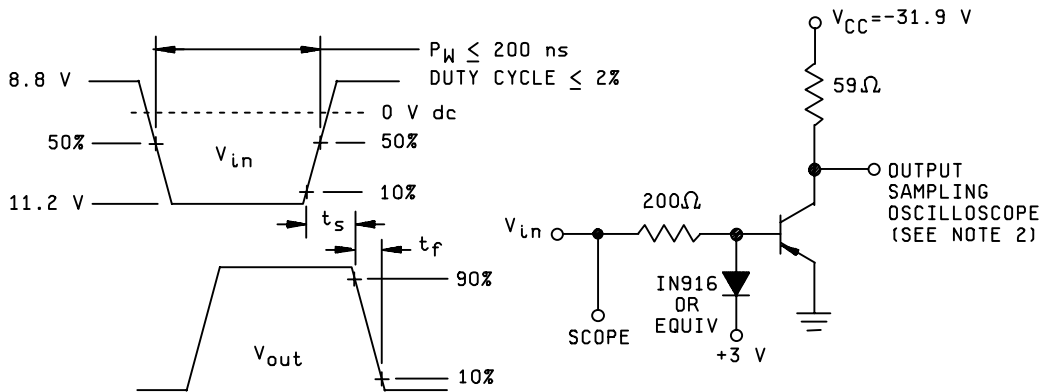 P_W ≤ 200 ns
DUTY CYCLE ≤ 2%
8.8 V
0 V dc
50%
V_in
50%
10%
11.2 V
t_s
t_f
90%
V_out
10%
V_CC=-31.9 V
59Ω
OUTPUT
SAMPLING
OSCILLOSCOPE
(SEE NOTE 2)
200Ω
V_in
IN916
OR
EQUIV
SCOPE
+3 V